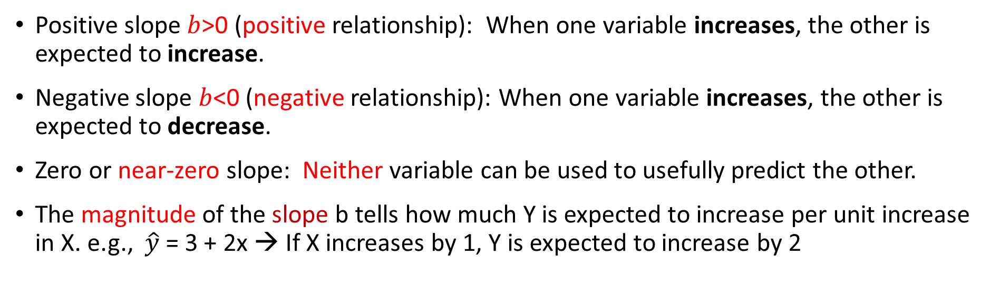 • Positive slope b>0 (positive relationship):  When one variable increases, the other is
expected to increase.
• Negative slope b<0 (negative relationship): When one variable increases, the other is
expected to decrease.
• Zero or near-zero slope:  Neither variable can be used to usefully predict the other.
• The magnitude of the slope b tells how much Y is expected to increase per unit increase
in X. e.g.,  ŷ = 3 + 2x → If X increases by 1, Y is expected to increase by 2